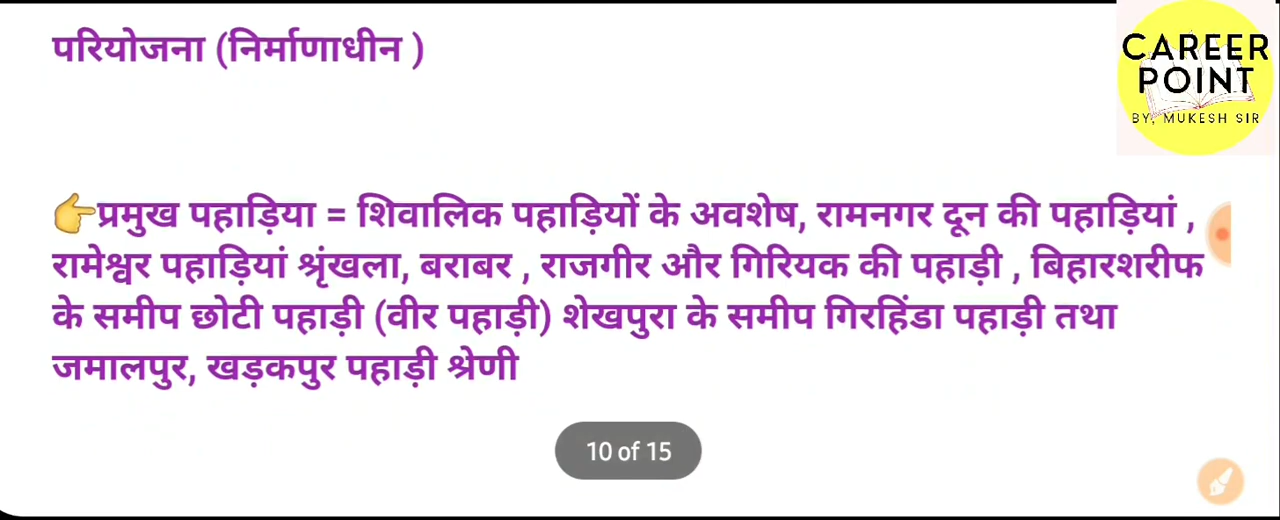 परियोजना (निर्माणाधीन )
CAREER
POINT
BY, MUKESH SIR
👉प्रमुख पहाड़िया = शिवालिक पहाड़ियों के अवशेष, रामनगर दून की पहाड़ियां ,
रामेश्वर पहाड़ियां श्रृंखला, बराबर , राजगीर और गिरियक की पहाड़ी , बिहारशरीफ
के समीप छोटी पहाड़ी (वीर पहाड़ी) शेखपुरा के समीप गिरहिंडा पहाड़ी तथा
जमालपुर, खड़कपुर पहाड़ी श्रेणी
10 of 15